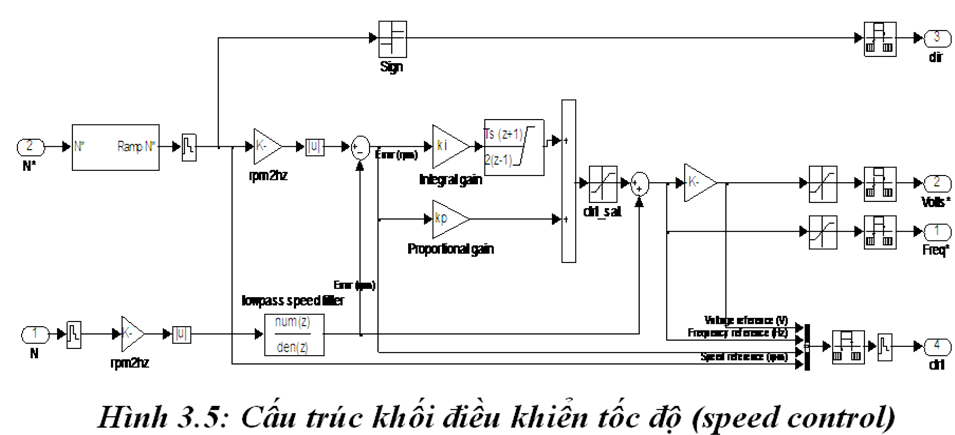 3
dir
Sign
2
N*
N*
Ramp N*
K-
rpm2hz
|u|
Error (rpm)
ki
Integral gain
Ts (z+1)
2(z-1)
kp
Proportional gain
ctrl_sat
K-
2
Volts*
1
Freq*
Error (rpm)
lowpass speed filter
num(z)
den(z)
1
N
K-
rpm2hz
|u|
Voltage reference (V)
Frequency reference (Hz)
Speed reference (rpm)
4
ctrl
Hình 3.5: Cấu trúc khối điều khiển tốc độ (speed control)